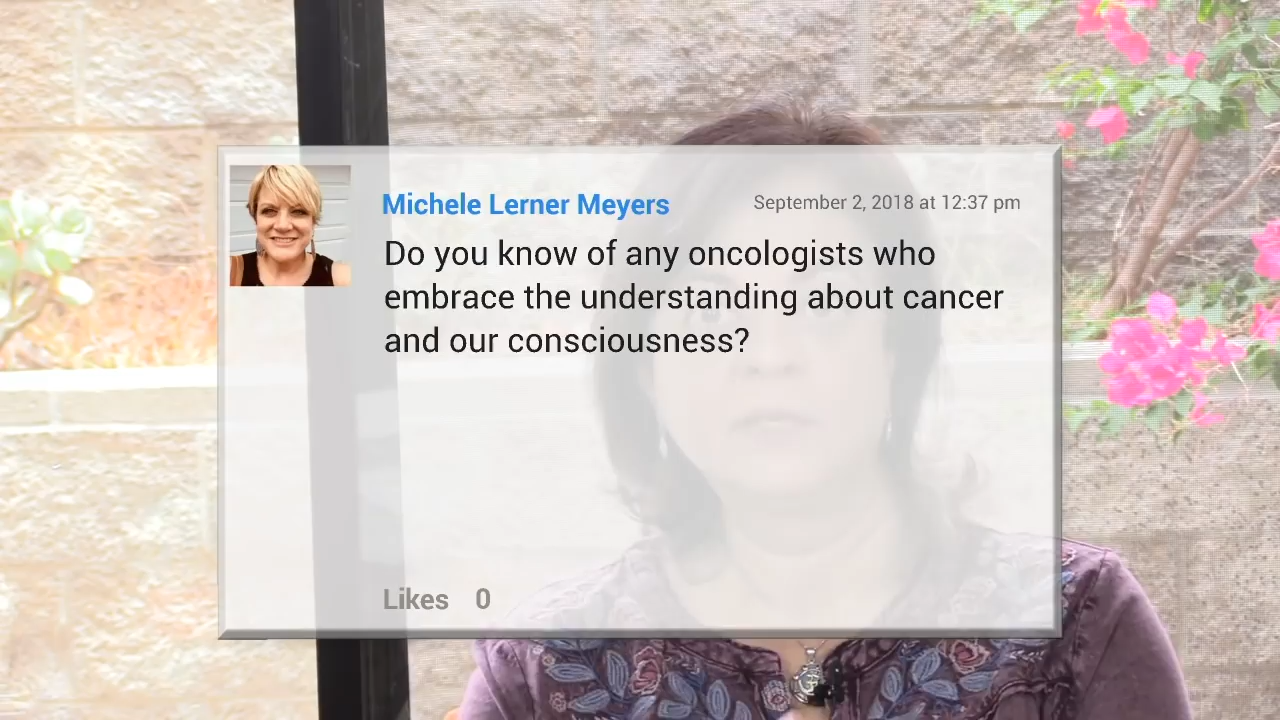 Michele Lerner Meyers September 2, 2018 at 12:37 pm
Do you know of any oncologists who
embrace the understanding about cancer
and our consciousness?
Likes 0